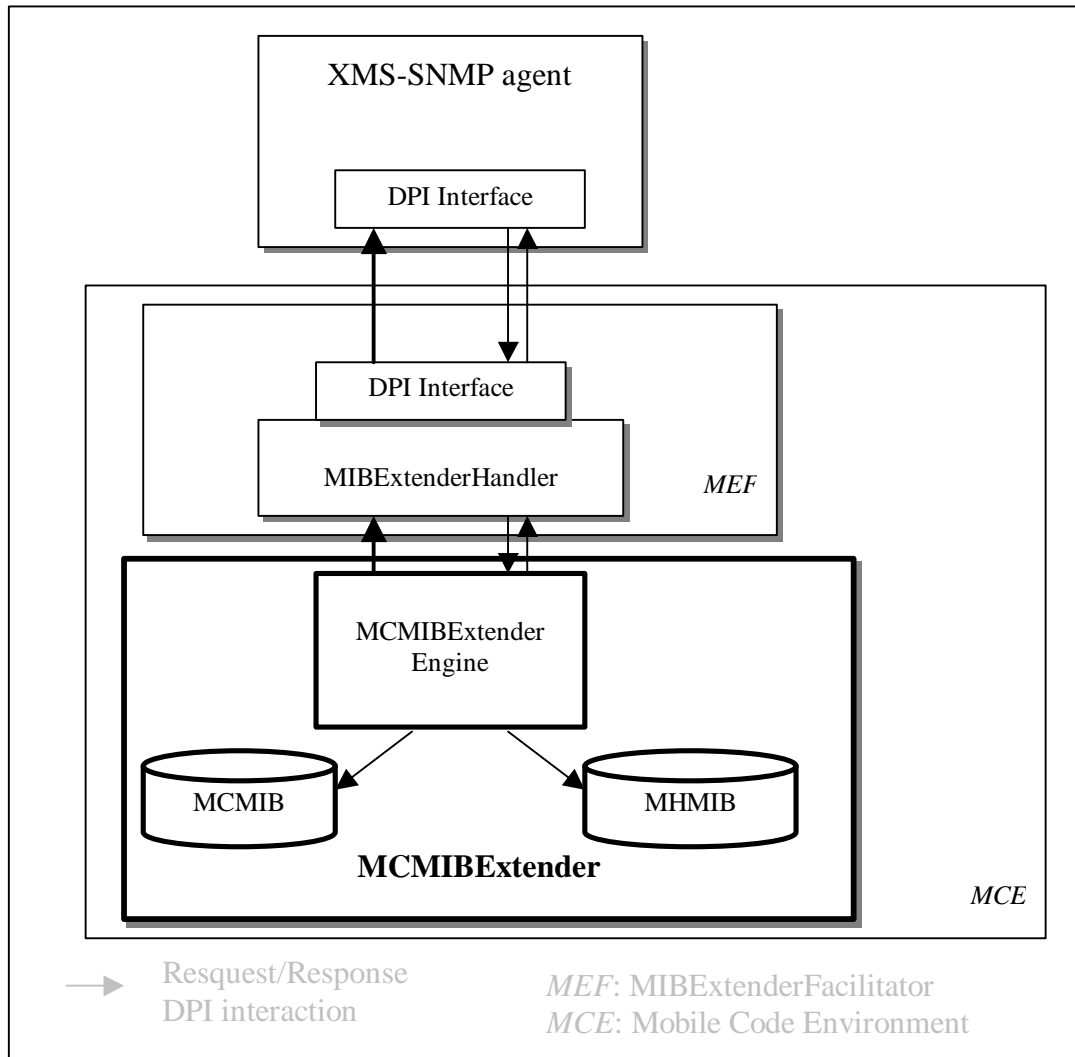 XMS-SNMP agent
DPI Interface
DPI Interface
MIBExtenderHandler
MEF
MCMIBExtender
Engine
MCMIB
MHMIB
MCMIBExtender
MCE
Resquest/Response
DPI interaction
MEF: MIBExtenderFacilitator
MCE: Mobile Code Environment